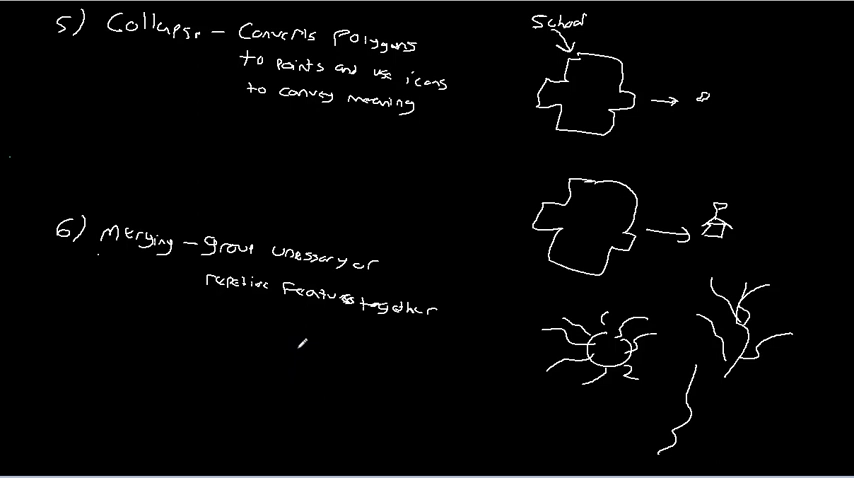 5) Collapse - Converts Polygons
to points and use icons
to convey meaning
School
6) Merging - Group unessary or
repetive Features together